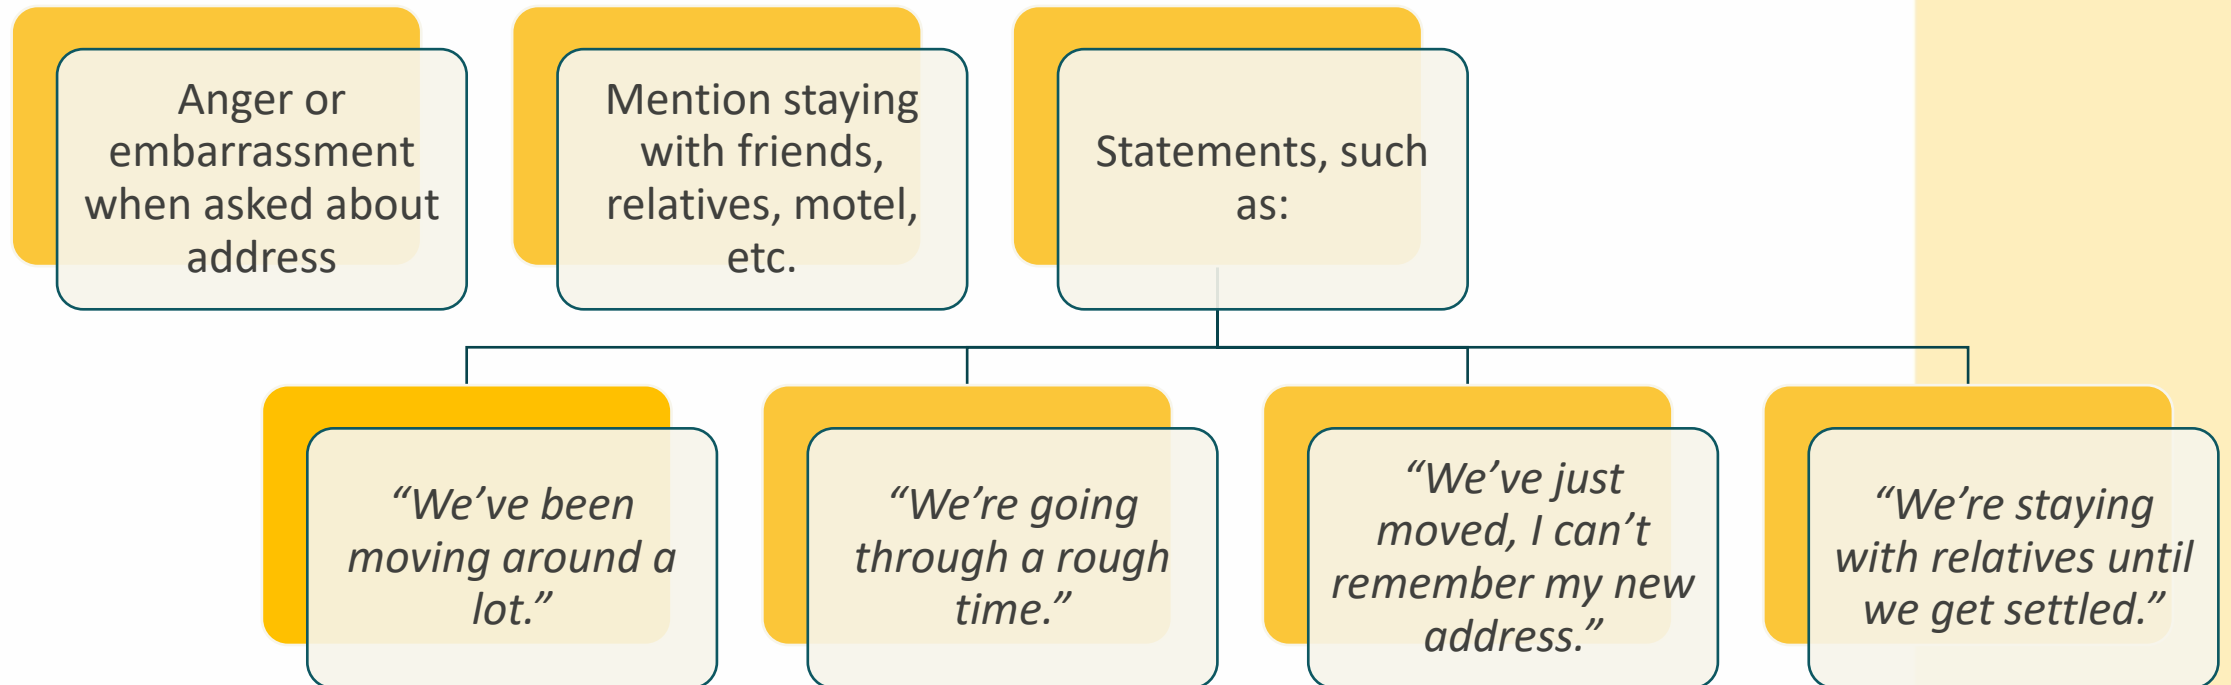 Anger or
embarrassment
when asked about
address
Mention staying
with friends,
relatives, motel,
etc.
Statements, such
as:
“We’ve been
moving around a
lot.”
“We’re going
through a rough
time.”
“We’ve just
moved, I can’t
remember my new
address.”
“We’re staying
with relatives until
we get settled.”